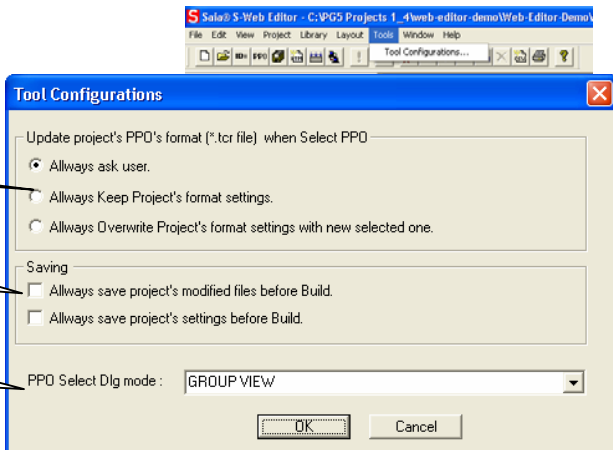 Saia® S-Web Editor - C:\PG5 Projects 1_4\web-editor-demo\Web-Editor-Demo\
File Edit View Project Library Layout Tools Window Help
Tool Configurations...
ID= PPO
Tool Configurations
Update project's PPO's format (*.tcr file) when Select PPO
Allways ask user.
Allways Keep Project's format settings.
Allways Overwrite Project's format settings with new selected one.
Saving
Allways save project's modified files before Build.
Allways save project's settings before Build.
PPO Select Dlg mode :
GROUP VIEW
OK Cancel